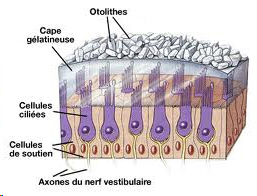 Otolithes
Cape
gélatineuse
Cellules
ciliées
Cellules
de soutien
Axones du nerf vestibulaire